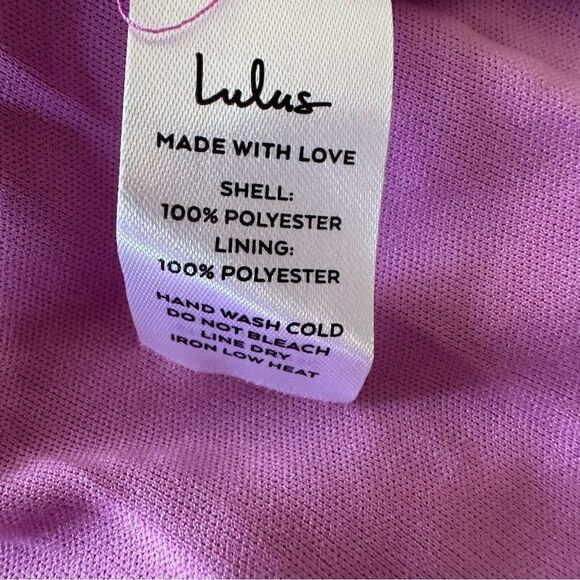 Lulus
MADE WITH LOVE
SHELL:
100% POLYESTER
LINING:
100% POLYESTER
HAND WASH COLD
DO NOT BLEACH
LINE DRY
IRON LOW HEAT